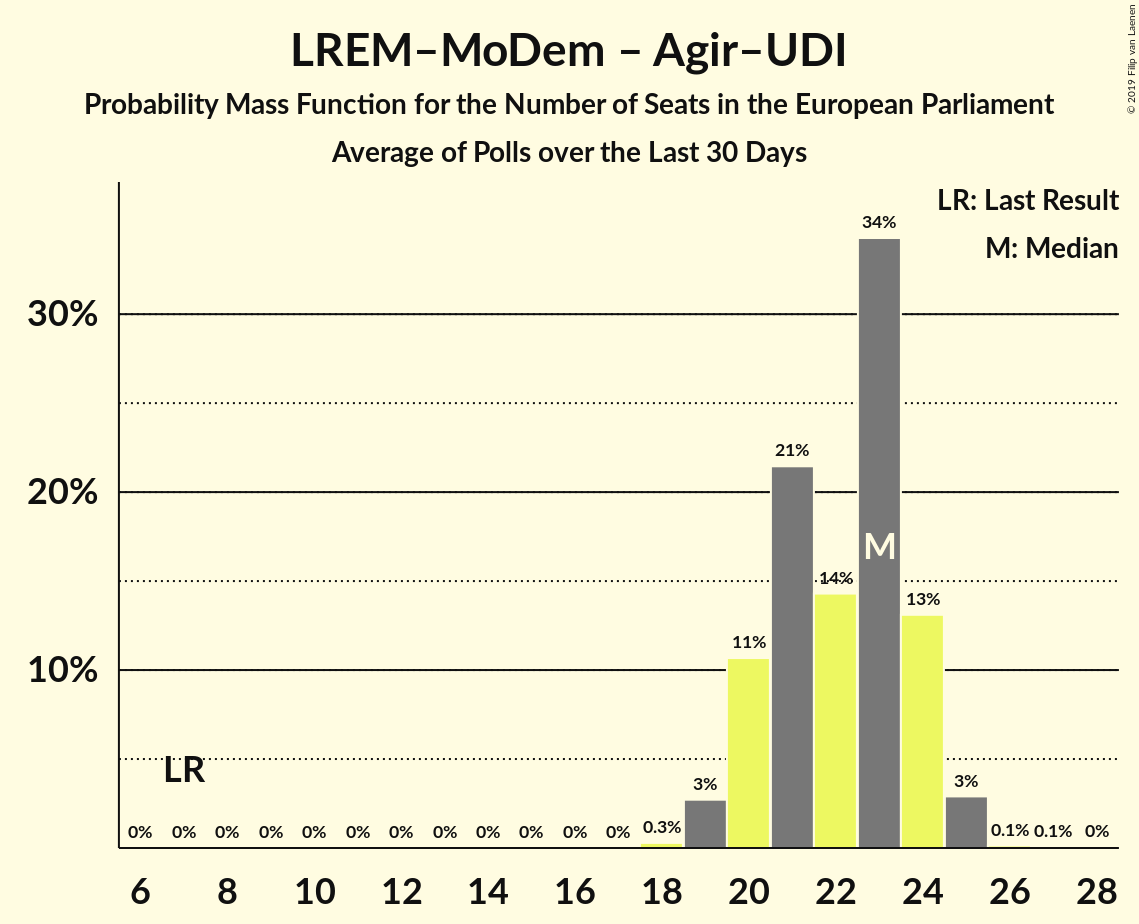 LREM–MoDem – Agir–UDI
Probability Mass Function for the Number of Seats in the European Parliament
Average of Polls over the Last 30 Days
© 2019 Filip van Laenen
LR: Last Result
M: Median
34%
30%
21%
20%
M
14%
13%
11%
10%
LR
3%
3%
0% 0% 0% 0% 0% 0% 0% 0% 0% 0% 0% 0% 0.3% 0.1% 0.1% 0%
6 8 10 12 14 16 18 20 22 24 26 28